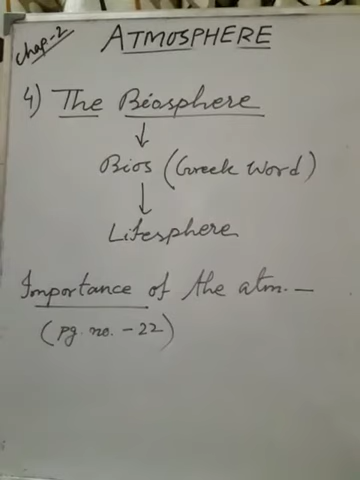 Chap-2
ATMOSPHERE
4) The Biosphere
↓
Bios (Greek Word)
↓
Lifesphere
Importance of the atm. —
(pg. no. - 22)